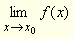 lim f(x)
x→x₀